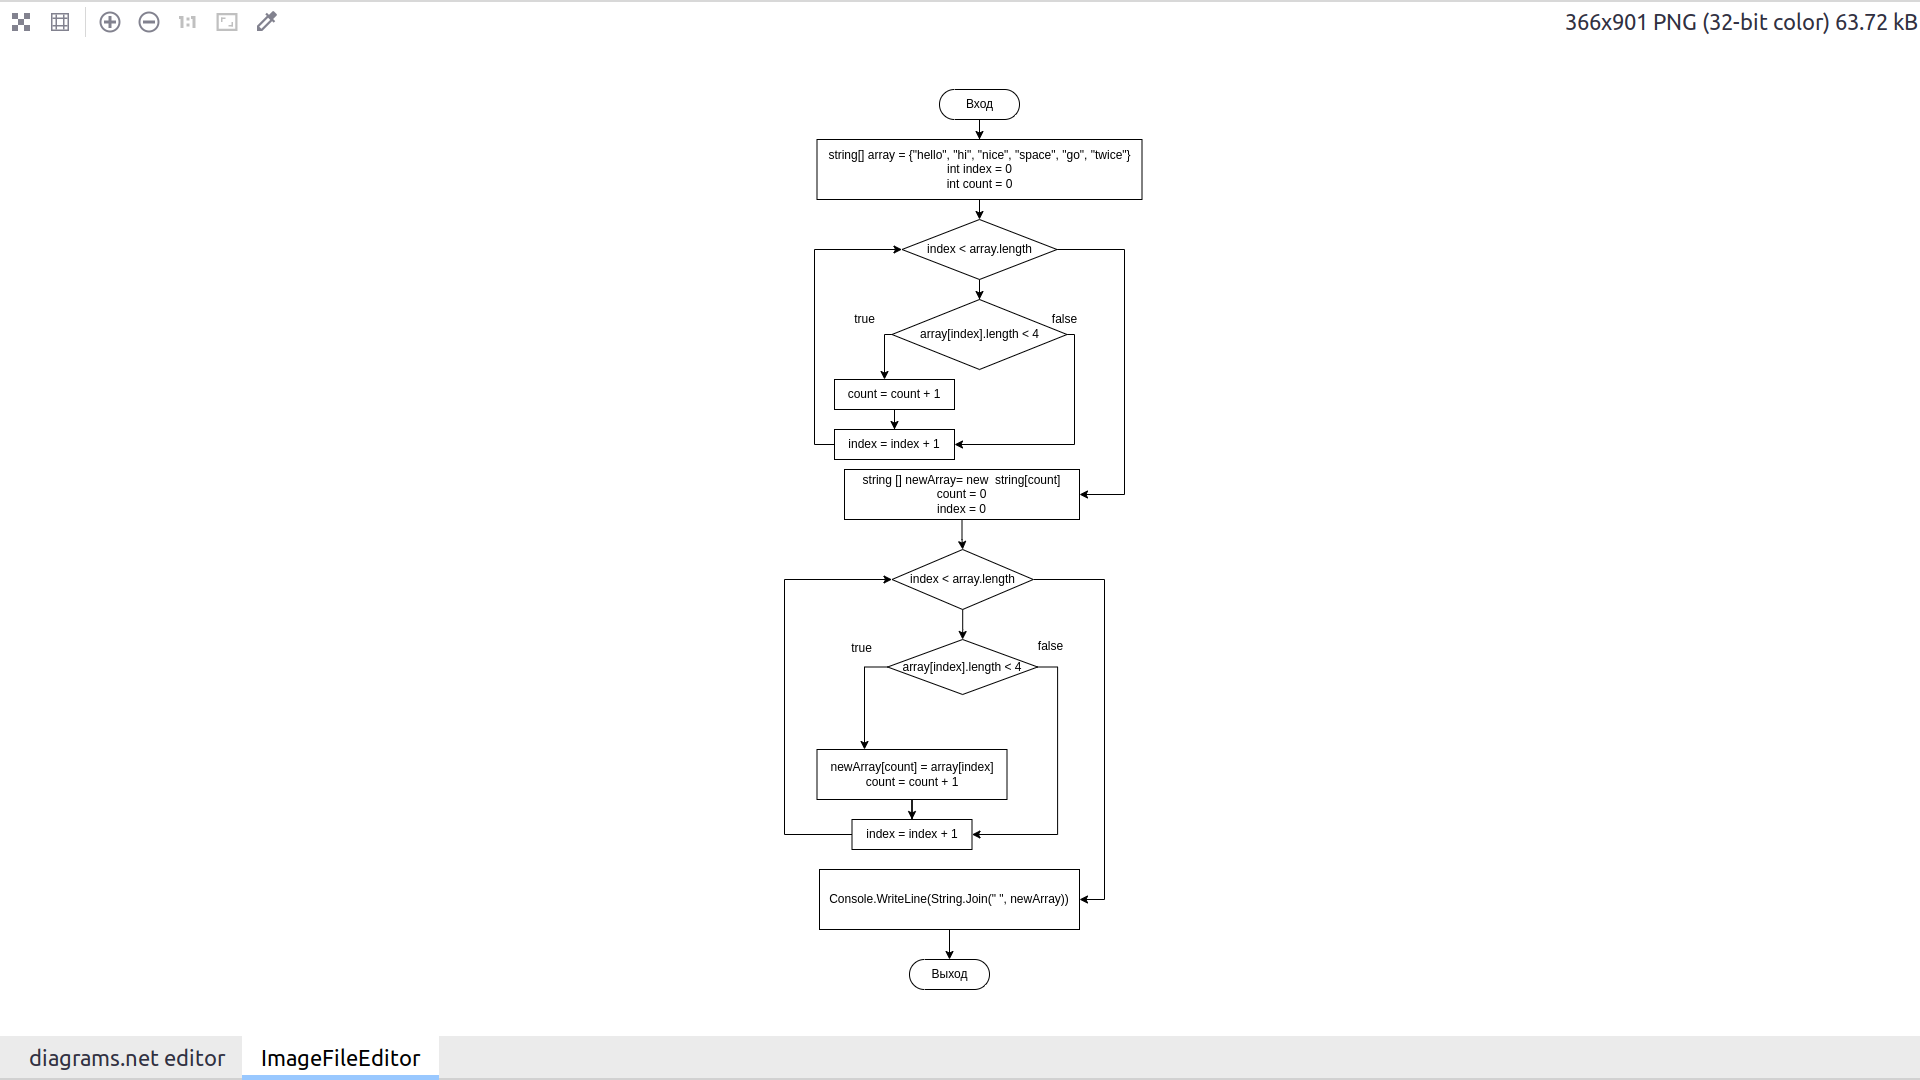 1:1
366x901 PNG (32-bit color) 63.72 kB
Вход
string[] array = {"hello", "hi", "nice", "space", "go", "twice"}
int index = 0
int count = 0
index < array.length
true
false
array[index].length < 4
count = count + 1
index = index + 1
string [] newArray= new  string[count]
count = 0
index = 0
index < array.length
true
false
array[index].length < 4
newArray[count] = array[index]
count = count + 1
index = index + 1
Console.WriteLine(String.Join(" ", newArray))
Выход
diagrams.net editor
ImageFileEditor